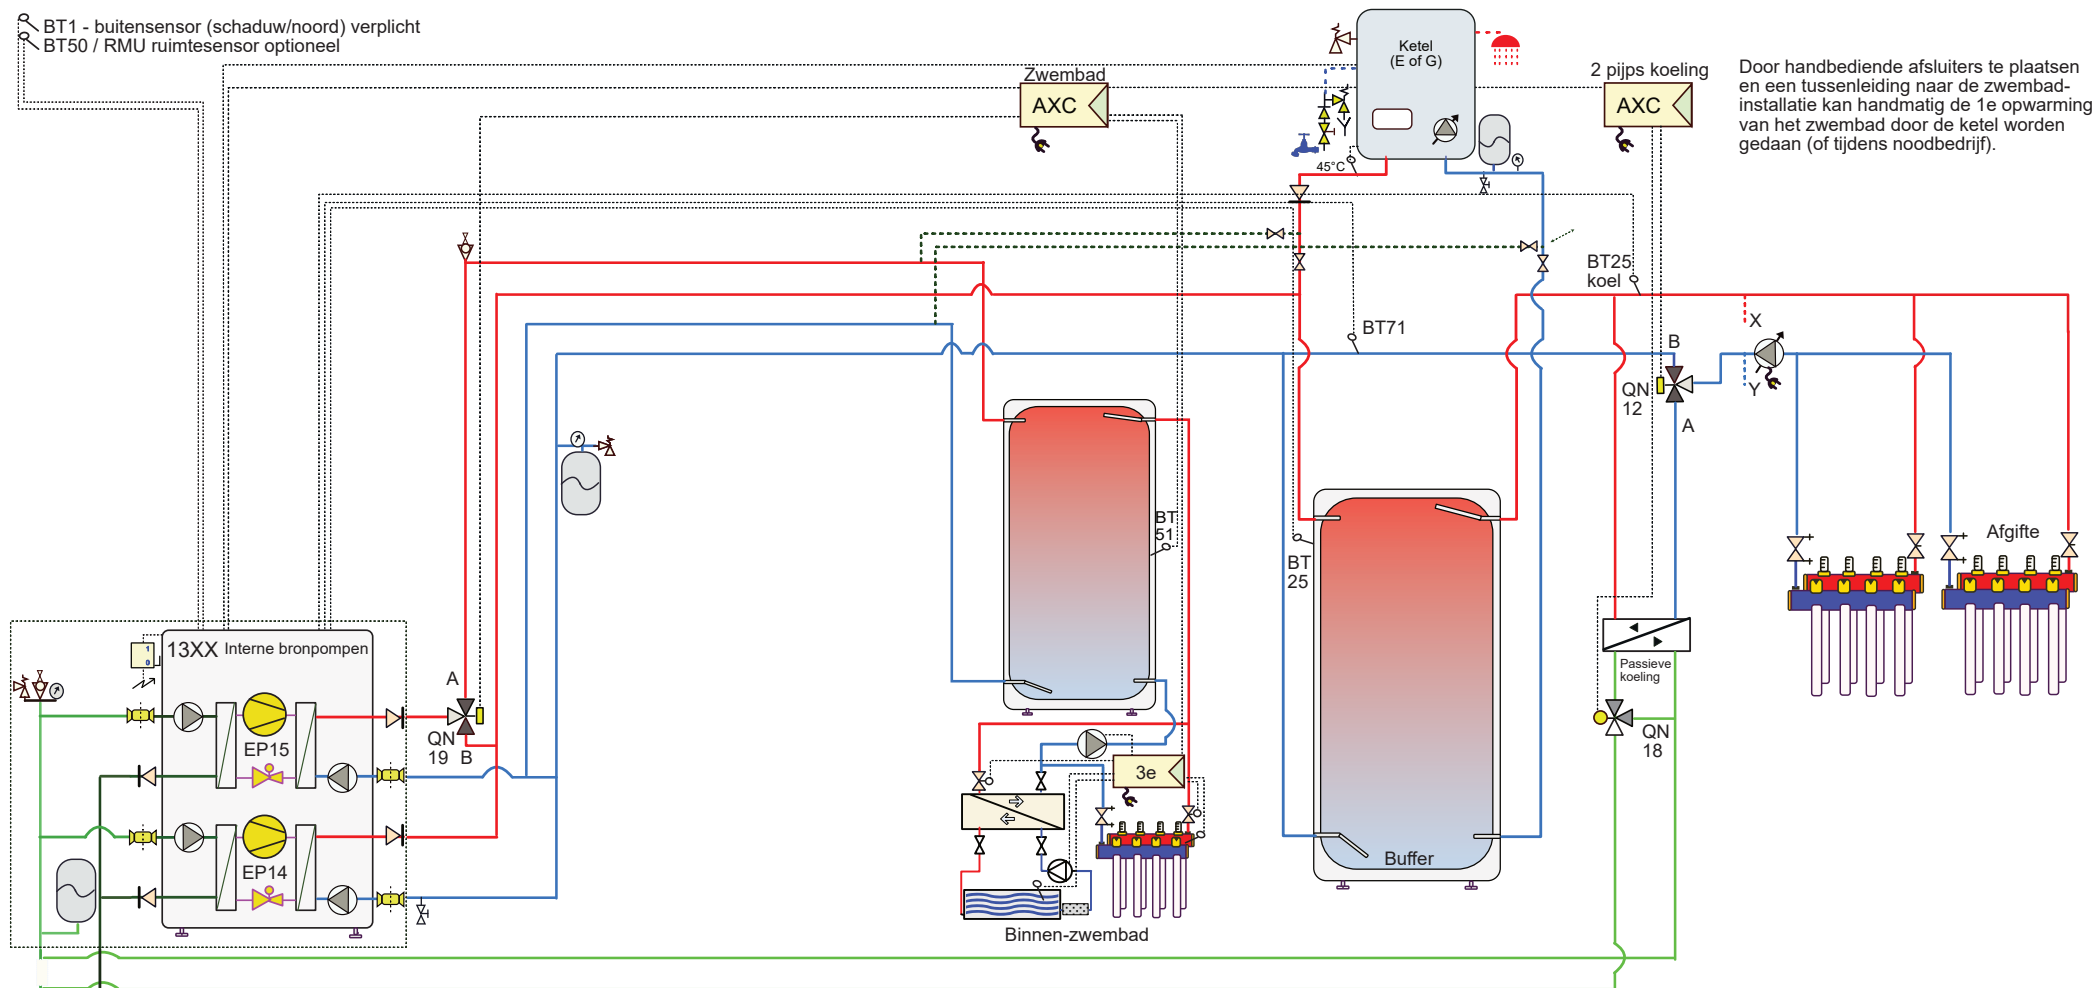 BT1 - buitensensor (schaduw/noord) verplicht
BT50 / RMU ruimtesensor optioneel
Zwembad
AXC
Ketel
(E of G)
45°C
2 pijps koeling
AXC
Door handbediende afsluiters te plaatsen
en een tussenleiding naar de zwembad-
installatie kan handmatig de 1e opwarming
van het zwembad door de ketel worden
gedaan (of tijdens noodbedrijf).
BT25
koel
BT71
X
B
Y
QN
12
A
BT
51
BT
25
Afgifte
13XX Interne bronpompen
1
0
A
QN
19
B
EP15
EP14
3e
Passieve
koeling
QN
18
Buffer
Binnen-zwembad